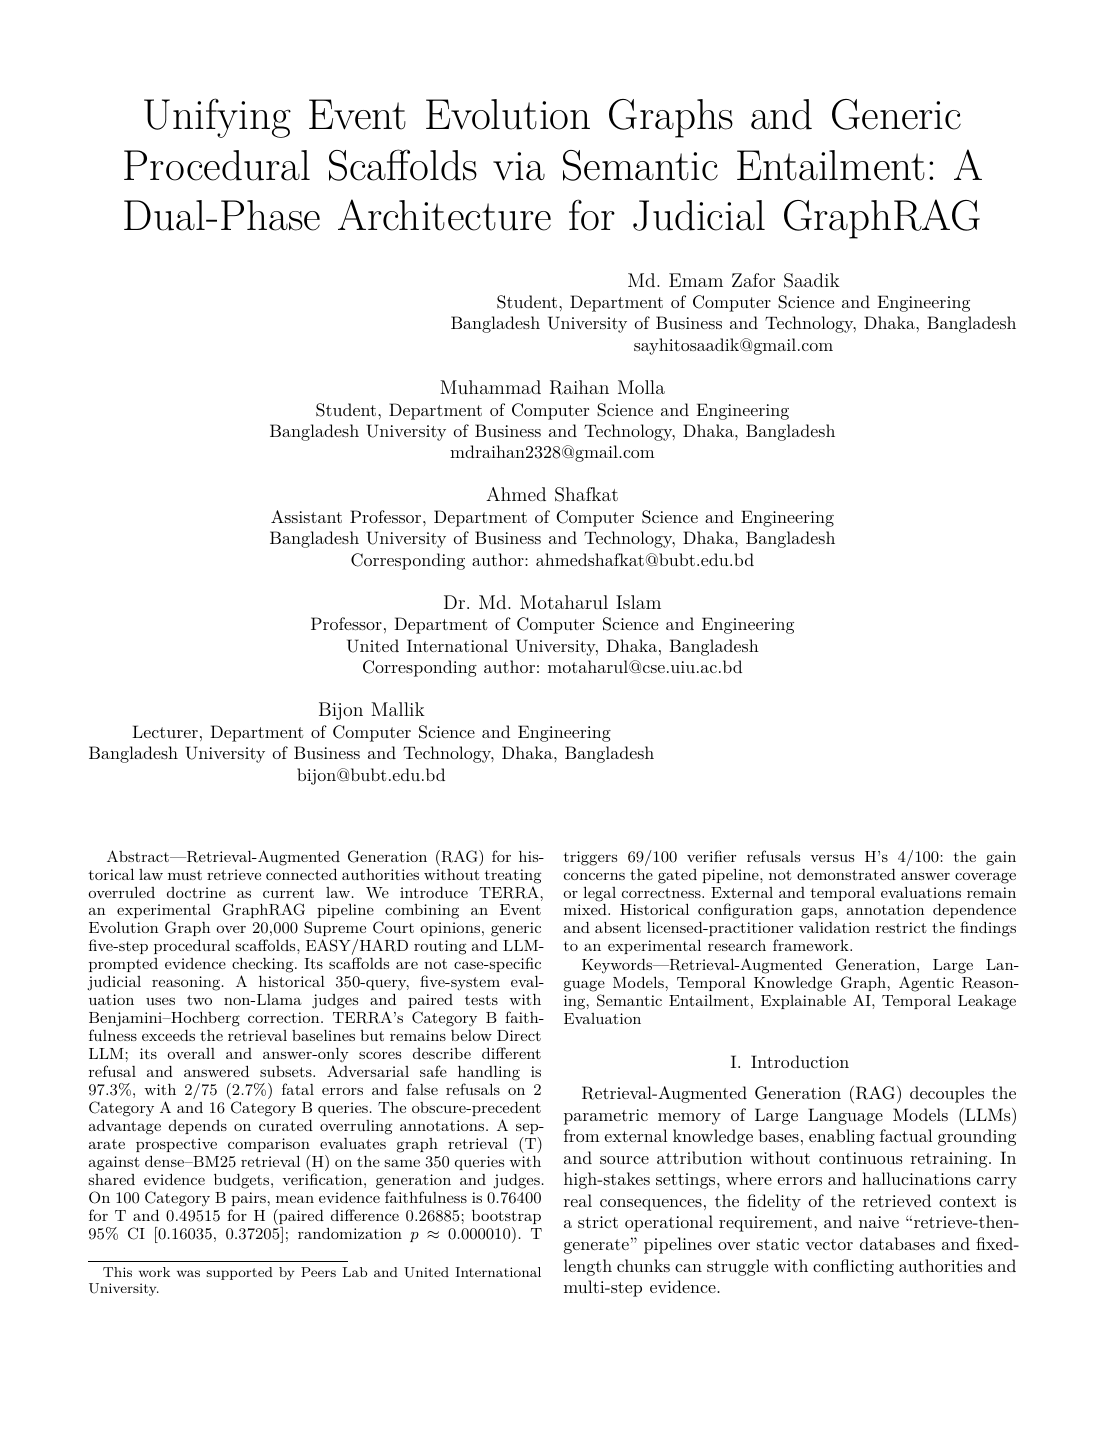 Unifying Event Evolution Graphs and Generic
Procedural Scaffolds via Semantic Entailment: A
Dual-Phase Architecture for Judicial GraphRAG
Md. Emam Zafor Saadik
Student, Department of Computer Science and Engineering
Bangladesh University of Business and Technology, Dhaka, Bangladesh
sayhitosaadik@gmail.com
Muhammad Raihan Molla
Student, Department of Computer Science and Engineering
Bangladesh University of Business and Technology, Dhaka, Bangladesh
mdraihan2328@gmail.com
Ahmed Shafkat
Assistant Professor, Department of Computer Science and Engineering
Bangladesh University of Business and Technology, Dhaka, Bangladesh
Corresponding author: ahmedshafkat@bubt.edu.bd
Dr. Md. Motaharul Islam
Professor, Department of Computer Science and Engineering
United International University, Dhaka, Bangladesh
Corresponding author: motaharul@cse.uiu.ac.bd
Bijon Mallik
Lecturer, Department of Computer Science and Engineering
Bangladesh University of Business and Technology, Dhaka, Bangladesh
bijon@bubt.edu.bd
Abstract—Retrieval-Augmented Generation (RAG) for his-
torical law must retrieve connected authorities without treating
overruled doctrine as current law. We introduce TERRA,
an experimental GraphRAG pipeline combining an Event
Evolution Graph over 20,000 Supreme Court opinions, generic
five-step procedural scaffolds, EASY/HARD routing and LLM-
prompted evidence checking. Its scaffolds are not case-specific
judicial reasoning. A historical 350-query, five-system eval-
uation uses two non-Llama judges and paired tests with
Benjamini–Hochberg correction. TERRA's Category B faith-
fulness exceeds the retrieval baselines but remains below Direct
LLM; its overall and answer-only scores describe different
refusal and answered subsets. Adversarial safe handling is
97.3%, with 2/75 (2.7%) fatal errors and false refusals on 2
Category A and 16 Category B queries. The obscure-precedent
advantage depends on curated overruling annotations. A sep-
arate prospective comparison evaluates graph retrieval (T)
against dense–BM25 retrieval (H) on the same 350 queries with
shared evidence budgets, verification, generation and judges.
On 100 Category B pairs, mean evidence faithfulness is 0.76400
for T and 0.49515 for H (paired difference 0.26885; bootstrap
95% CI [0.16035, 0.37205]; randomization p ≈ 0.000010). T
This work was supported by Peers Lab and United International
University.
triggers 69/100 verifier refusals versus H's 4/100: the gain
concerns the gated pipeline, not demonstrated answer coverage
or legal correctness. External and temporal evaluations remain
mixed. Historical configuration gaps, annotation dependence
and absent licensed-practitioner validation restrict the findings
to an experimental research framework.
Keywords—Retrieval-Augmented Generation, Large Lan-
guage Models, Temporal Knowledge Graph, Agentic Reason-
ing, Semantic Entailment, Explainable AI, Temporal Leakage
Evaluation
I. Introduction
Retrieval-Augmented Generation (RAG) decouples the
parametric memory of Large Language Models (LLMs)
from external knowledge bases, enabling factual grounding
and source attribution without continuous retraining. In
high-stakes settings, where errors and hallucinations carry
real consequences, the fidelity of the retrieved context is
a strict operational requirement, and naive “retrieve-then-
generate” pipelines over static vector databases and fixed-
length chunks can struggle with conflicting authorities and
multi-step evidence.